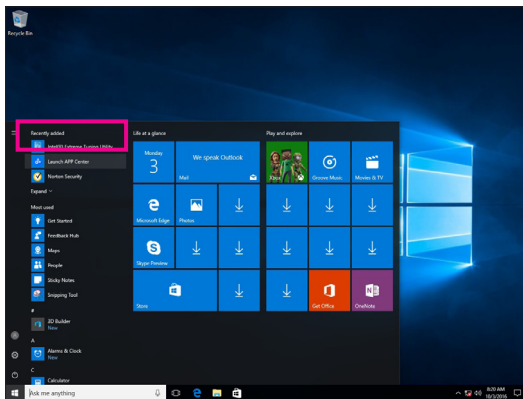 Recycle Bin
Recently added
Intel(R) Extreme Tuning Utility
Launch APP Center
Norton Security
Expand
Most used
Get Started
Feedback Hub
Maps
People
Sticky Notes
Snipping Tool
#
3D Builder
New
A
Alarms & Clock
New
C
Calculator
Life at a glance
Monday
3
We speak Outlook
Mail
Microsoft Edge
Photos
Skype Preview
Store
Play and explore
Xbox
Groove Music
Movies & TV
Get Office
OneNote
Ask me anything
8:20 AM
10/3/2016